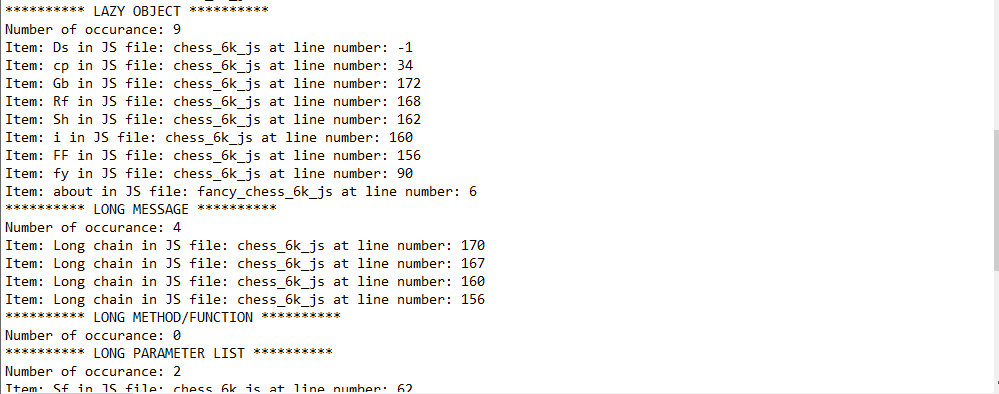 ********** LAZY OBJECT **********
Number of occurance: 9
Item: Ds in JS file: chess_6k_js at line number: -1
Item: cp in JS file: chess_6k_js at line number: 34
Item: Gb in JS file: chess_6k_js at line number: 172
Item: Rf in JS file: chess_6k_js at line number: 168
Item: Sh in JS file: chess_6k_js at line number: 162
Item: i in JS file: chess_6k_js at line number: 160
Item: FF in JS file: chess_6k_js at line number: 156
Item: fy in JS file: chess_6k_js at line number: 90
Item: about in JS file: fancy_chess_6k_js at line number: 6
********** LONG MESSAGE **********
Number of occurance: 4
Item: Long chain in JS file: chess_6k_js at line number: 170
Item: Long chain in JS file: chess_6k_js at line number: 167
Item: Long chain in JS file: chess_6k_js at line number: 160
Item: Long chain in JS file: chess_6k_js at line number: 156
********** LONG METHOD/FUNCTION **********
Number of occurance: 0
********** LONG PARAMETER LIST **********
Number of occurance: 2
Item: Sf in JS file: chess_6k_js at line number: 62